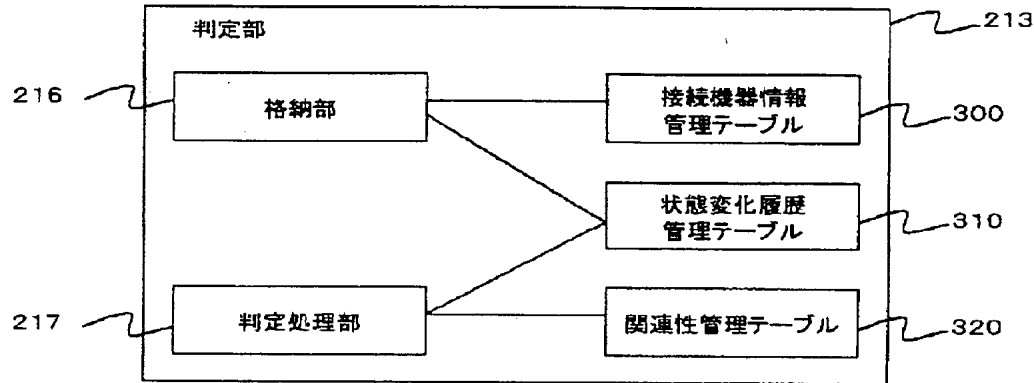 判定部
213
216
格納部
接続機器情報
管理テーブル
300
状態変化履歴
管理テーブル
310
217
判定処理部
関連性管理テーブル
320